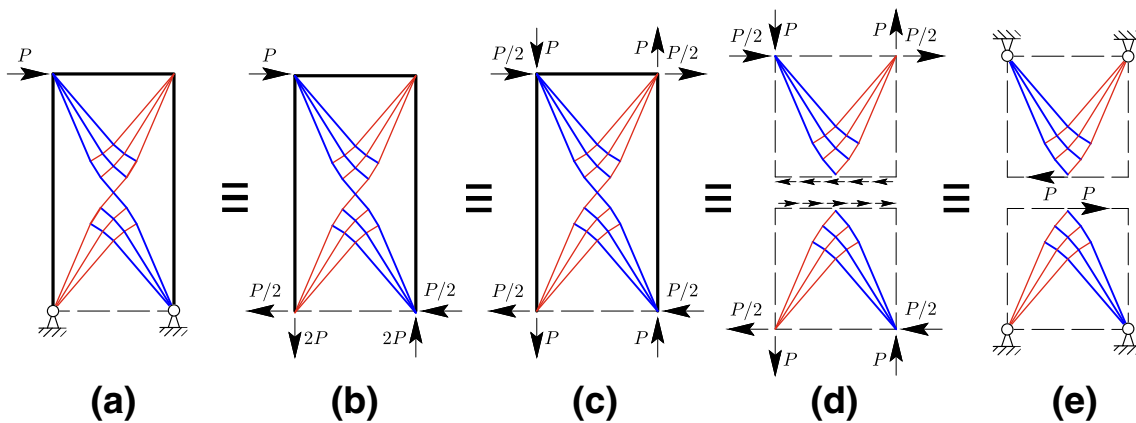 P ≡ P P/2 2P 2P P/2 ≡ P/2 P P P/2 P/2 P P P/2 ≡ P/2 P P P/2 P/2 P P P/2 ≡ P P
(a) (b) (c) (d) (e)